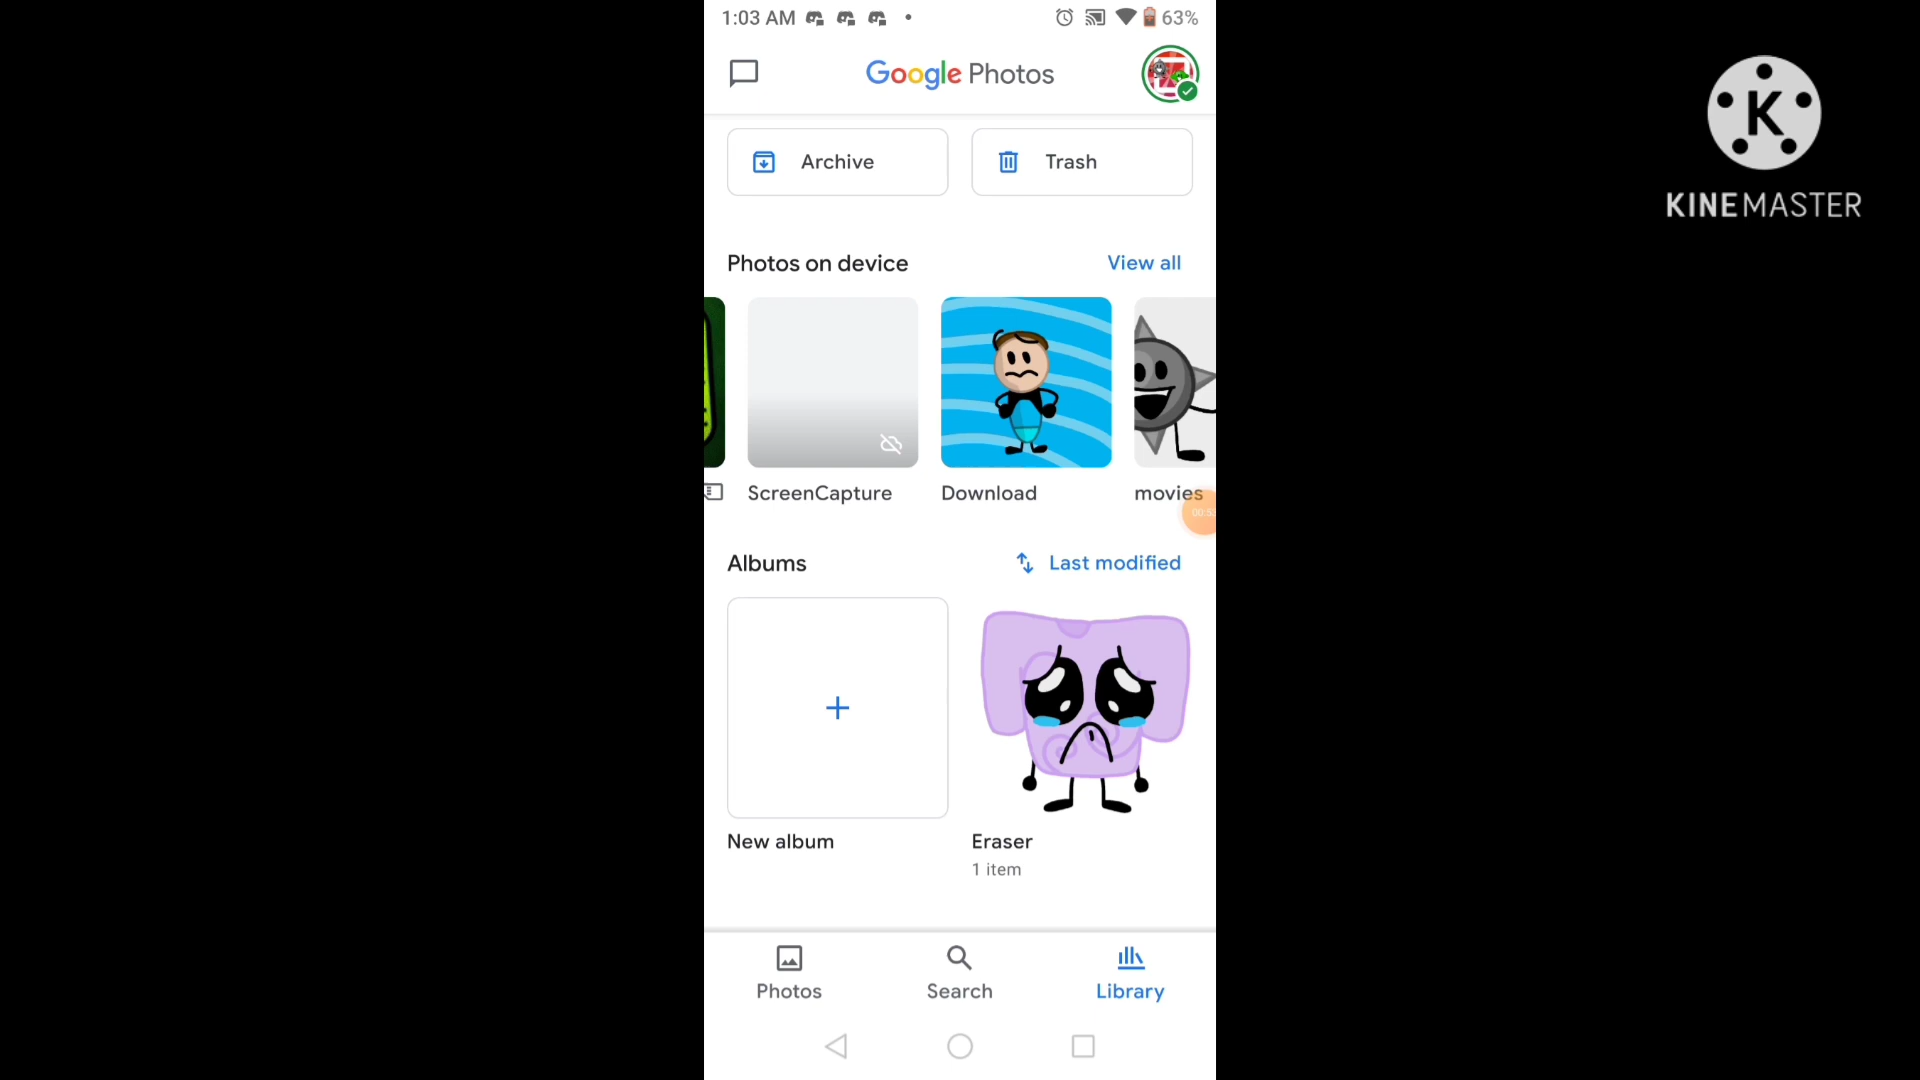 1:03 AM
63%
Google Photos
K
KINEMASTER
Archive
Trash
Photos on device
View all
ScreenCapture
Download
movies
Albums
Last modified
New album
Eraser
1 item
Photos
Search
Library